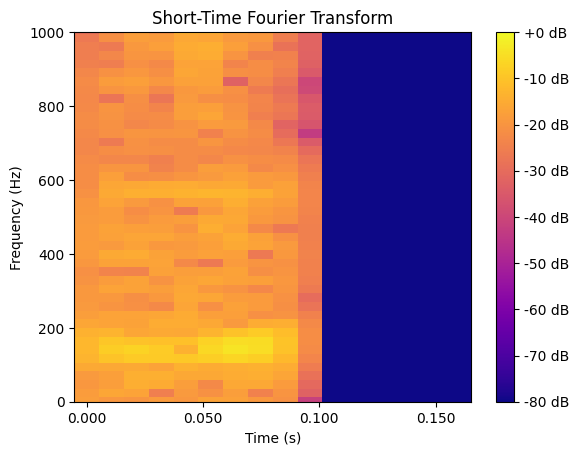 Short-Time Fourier Transform
1000
800
600
400
200
0
Frequency (Hz)
0.000
0.050
0.100
0.150
Time (s)
+0 dB
-10 dB
-20 dB
-30 dB
-40 dB
-50 dB
-60 dB
-70 dB
-80 dB